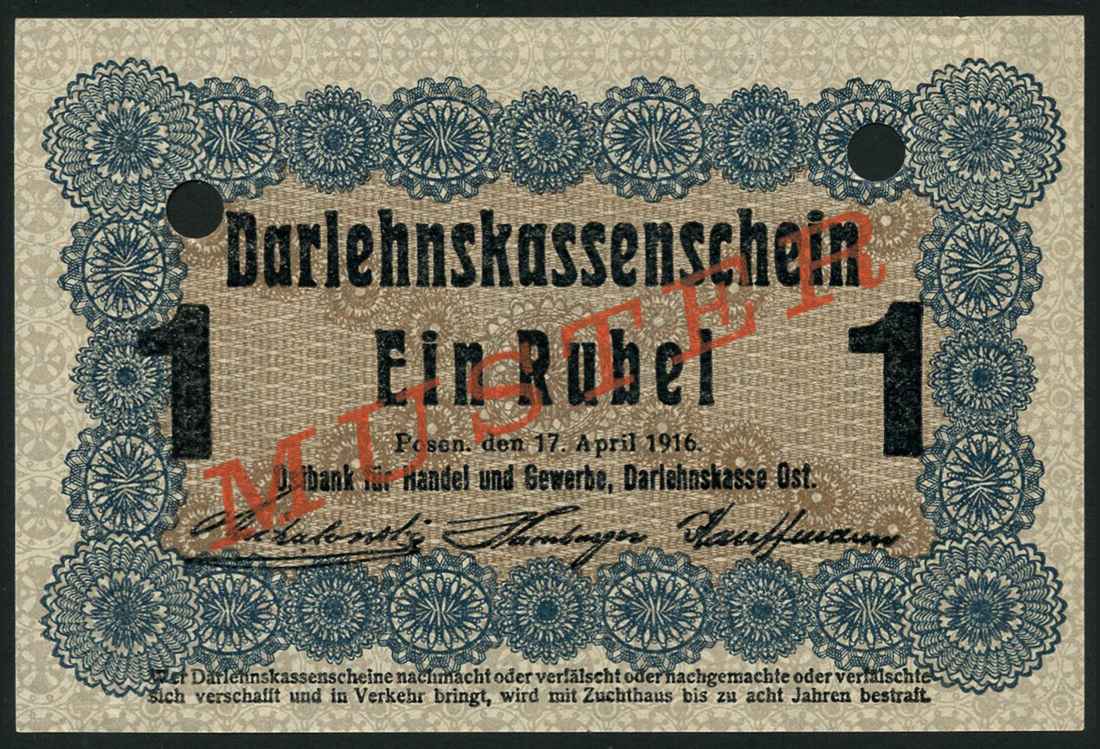 Darlehnskassenschein
1 Ein Rubel 1
Posen. den 17. April 1916.
Ostbank für Handel und Gewerbe, Darlehnskasse Ost.
Hamburger Kauffmann
Wer Darlehnskassenscheine nachmacht oder verfälscht oder nachgemachte oder verfälschte
sich verschafft und in Verkehr bringt, wird mit Zuchthaus bis zu acht Jahren bestraft.
MUSTER